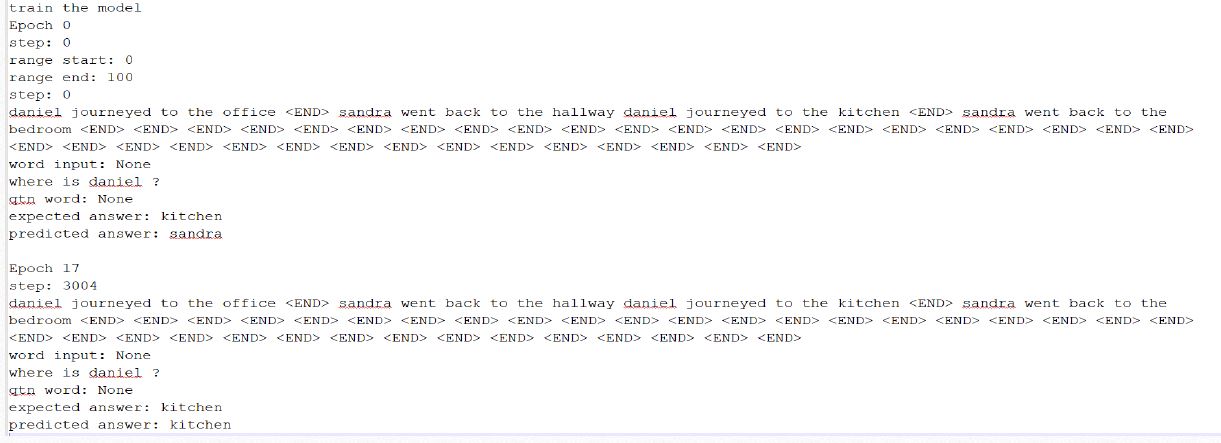 train the model
Epoch 0
step: 0
range start: 0
range end: 100
step: 0
daniel journeyed to the office <END> sandra went back to the hallway daniel journeyed to the kitchen <END> sandra went back to the
bedroom <END> <END> <END> <END> <END> <END> <END> <END> <END> <END> <END> <END> <END> <END> <END> <END> <END> <END> <END> <END> <END>
<END> <END> <END> <END> <END> <END> <END> <END> <END> <END> <END> <END> <END> <END> <END>
word input: None
where is daniel ?
qtn word: None
expected answer: kitchen
predicted answer: sandra
Epoch 17
step: 3004
daniel journeyed to the office <END> sandra went back to the hallway daniel journeyed to the kitchen <END> sandra went back to the
bedroom <END> <END> <END> <END> <END> <END> <END> <END> <END> <END> <END> <END> <END> <END> <END> <END> <END> <END> <END> <END> <END>
<END> <END> <END> <END> <END> <END> <END> <END> <END> <END> <END> <END> <END> <END> <END>
word input: None
where is daniel ?
qtn word: None
expected answer: kitchen
predicted answer: kitchen